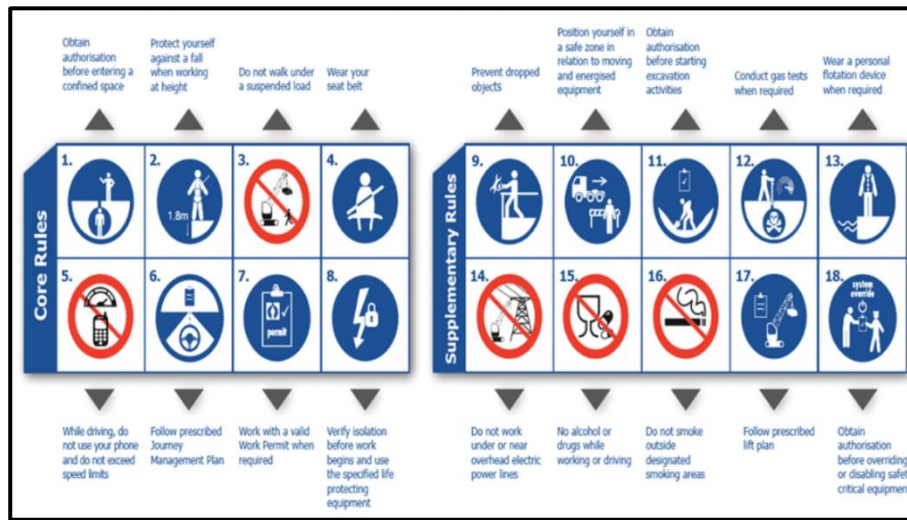 Obtain
authorisation
before entering a
confined space
Protect yourself
against a fall
when working
at height
Do not walk under
a suspended load
Wear your
seat belt
Prevent dropped
objects
Position yourself in
a safe zone in
relation to moving
and energised
equipment
Obtain
authorisation
before starting
excavation
activities
Conduct gas tests
when required
Wear a personal
flotation device
when required
Core Rules
1.
2.
1.8m
3.
4.
5.
6.
7.
permit
8.
Supplementary Rules
9.
10.
11.
12.
13.
14.
15.
16.
17.
18.
system
override
While driving, do
not use your phone
and do not exceed
speed limits
Follow prescribed
Journey
Management Plan
Work with a valid
Work Permit when
required
Verify isolation
before work
begins and use
the specified life
protecting
equipment
Do not work
under or near
overhead electric
power lines
No alcohol or
drugs while
working or driving
Do not smoke
outside
designated
smoking areas
Follow prescribed
lift plan
Obtain
authorisation
before overriding
or disabling safet
critical equipment